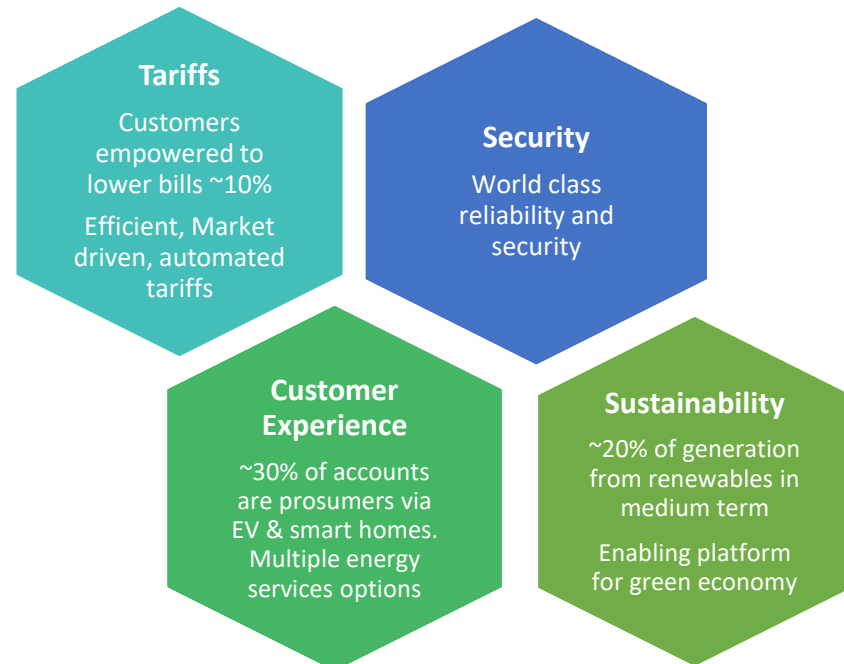 Tariffs
Customers
empowered to
lower bills ~10%
Efficient, Market
driven, automated
tariffs
Security
World class
reliability and
security
Customer
Experience
~30% of accounts
are prosumers via
EV & smart homes.
Multiple energy
services options
Sustainability
~20% of generation
from renewables in
medium term
Enabling platform
for green economy